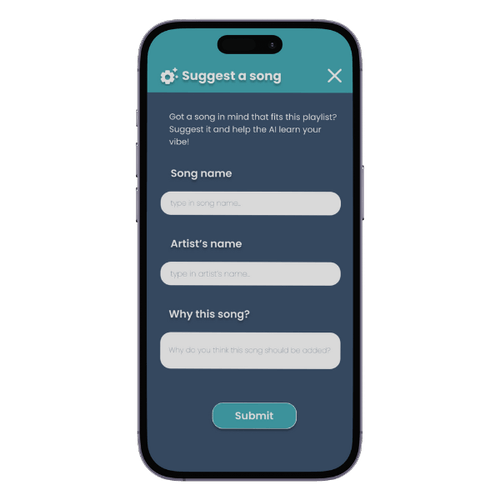 Suggest a song
Got a song in mind that fits this playlist?
Suggest it and help the AI learn your
vibe!
Song name
type in song name..
Artist's name
type in artist's name..
Why this song?
Why do you think this song should be added?
Submit